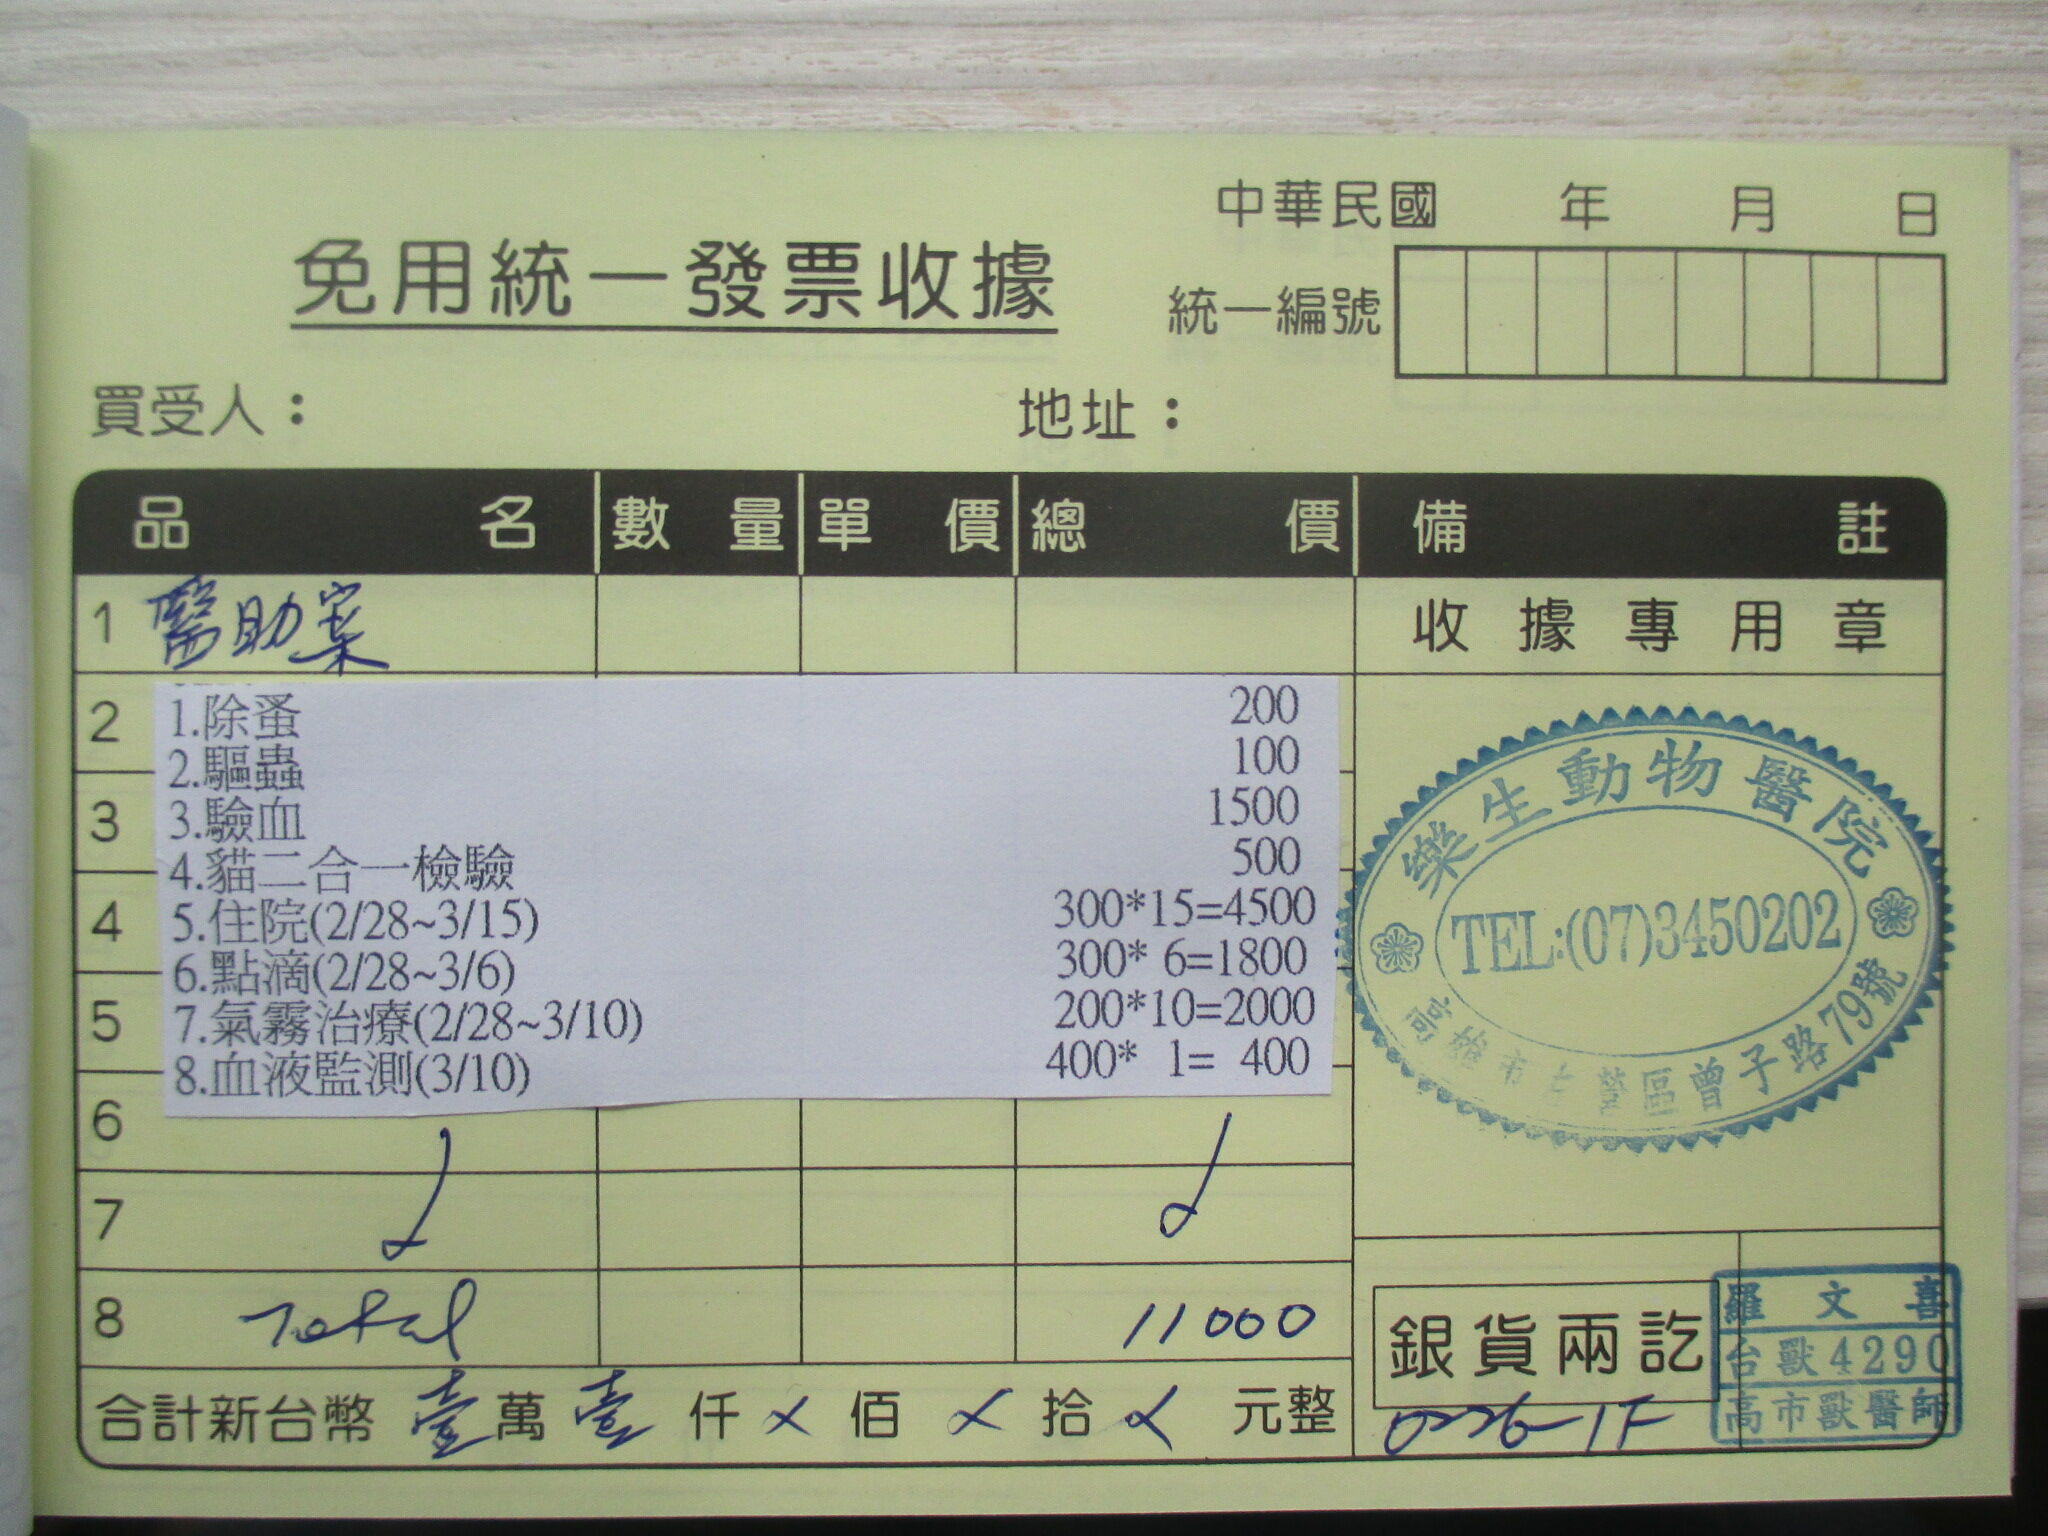 中華民國 年 月 日
免用統一發票收據
統一編號
買受人： 地址：
品名 數量 單價 總價 備註
1 醫助案 收據專用章
2 1.除蚤 200
2.驅蟲 100
3 3.驗血 1500
4.貓二合一檢驗 500
4 5.住院(2/28~3/15) 300*15=4500
6.點滴(2/28~3/6) 300* 6=1800
5 7.氣霧治療(2/28~3/10) 200*10=2000
8.血液監測(3/10) 400* 1= 400
6
7
8 Total 11000
樂生動物醫院
TEL:(07)3450202
高雄市左營區曾子路79號
銀貨兩訖
羅文喜
台獸4290
高市獸醫師
合計新台幣 壹萬壹仟 佰 拾 元整